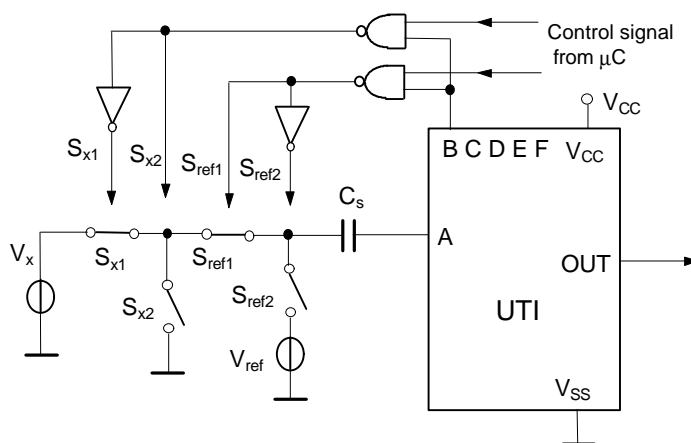 Control signal
from μC
V_CC
S_x1
S_x2
S_ref1
S_ref2
B C D E F
V_CC
C_s
A
V_x
S_x1
S_ref1
OUT
S_x2
S_ref2
UTI
V_ref
V_SS